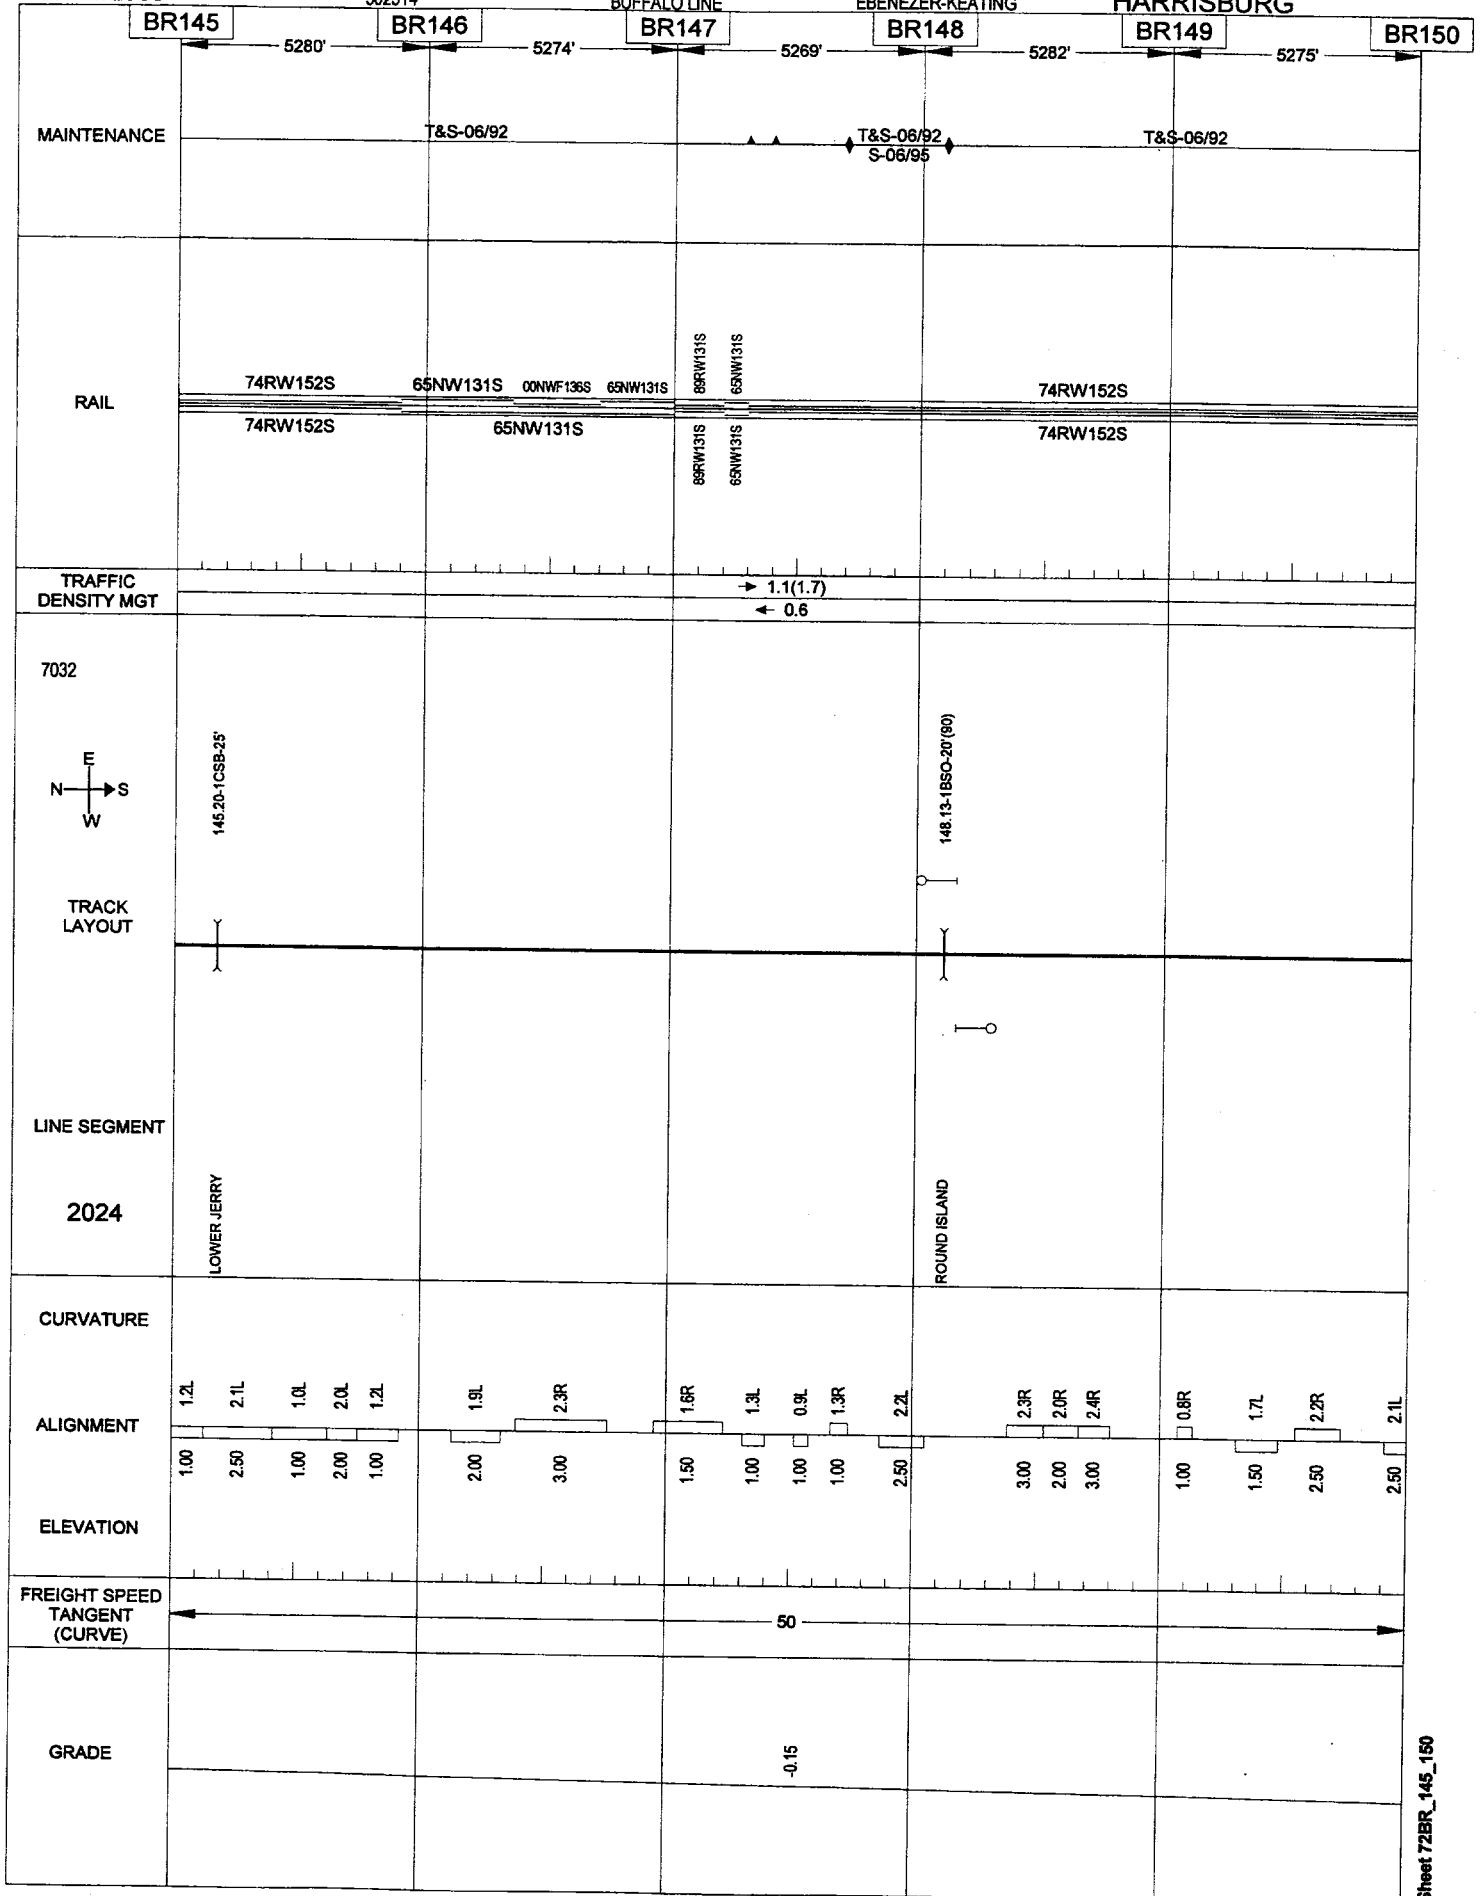 BUFFALO LINE
EBENEZER-KEATING
HARRISBURG
BR145
BR146
BR147
BR148
BR149
BR150
5280'
5274'
5269'
5282'
5275'
MAINTENANCE
T&S-06/92
T&S-06/92
S-06/95
T&S-06/92
RAIL
74RW152S
65NW131S
00NWF136S
65NW131S
89RW131S
65NW131S
74RW152S
74RW152S
65NW131S
89RW131S
65NW131S
74RW152S
TRAFFIC
DENSITY MGT
→ 1.1(1.7)
← 0.6
7032
E
N
S
W
145.20-1CSB-25'
148.13-1BSO-20'(90)
TRACK
LAYOUT
LINE SEGMENT
2024
LOWER JERRY
ROUND ISLAND
CURVATURE
ALIGNMENT
1.2L
2.1L
1.0L
2.0L
1.2L
1.9L
2.3R
1.6R
1.3L
0.9L
1.3R
2.2L
2.3R
2.0R
2.4R
0.8R
1.7L
2.2R
2.1L
1.00
2.50
1.00
2.00
1.00
2.00
3.00
1.50
1.00
1.00
1.00
2.50
3.00
2.00
3.00
1.00
1.50
2.50
2.50
ELEVATION
FREIGHT SPEED
TANGENT
(CURVE)
50
GRADE
-0.15
Sheet 72BR_145_150